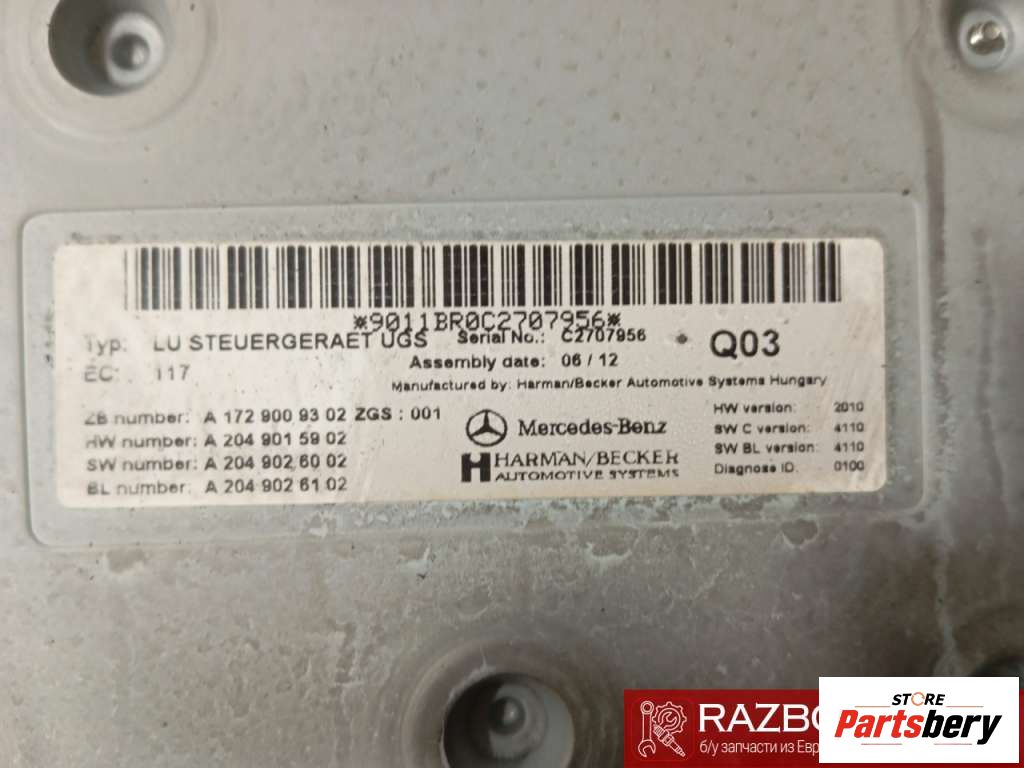 *9011BR0C2707956*
Typ: LU STEUERGERAET UGS Serial No.: C2707956 Q03
EC: 117 Assembly date: 06 / 12
Manufactured by: Harman/Becker Automotive Systems Hungary
ZB number: A 172 900 93 02 ZGS : 001
HW number: A 204 901 59 02
SW number: A 204 902 60 02
BL number: A 204 902 61 02
Mercedes-Benz
HARMAN/BECKER
AUTOMOTIVE SYSTEMS
HW version: 2010
SW C version: 4110
SW BL version: 4110
Diagnose ID: 0100
RAZBO
б/у запчасти из Евр
STORE
Partsbery